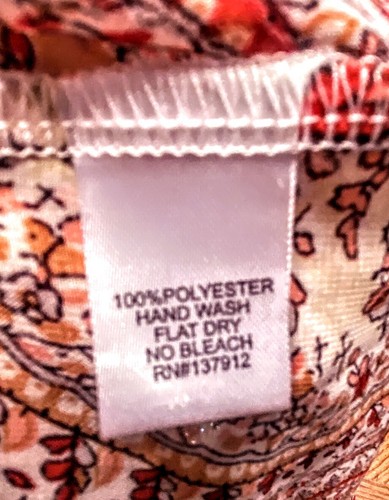 100%POLYESTER
HAND WASH
FLAT DRY
NO BLEACH
RN#137912